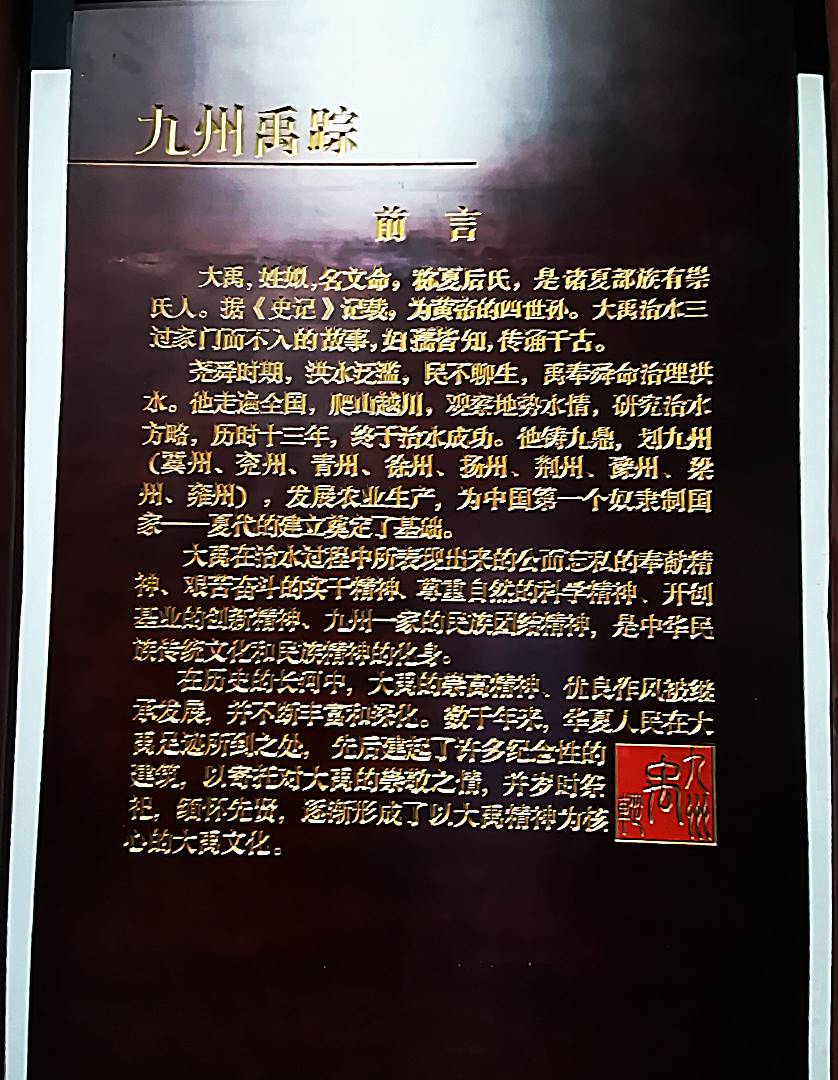 九州禹踪
前言
大禹，姓姒，名文命，称夏后氏，是诸夏部族有崇
氏人。据《史记》记载，为黄帝的四世孙。大禹治水三
过家门而不入的故事，妇孺皆知，传诵千古。
尧舜时期，洪水泛滥，民不聊生，禹奉舜命治理洪
水。他走遍全国，爬山越川，观察地势水情，研究治水
方略，历时十三年，终于治水成功。他铸九鼎，划九州
（冀州、兖州、青州、徐州、扬州、荆州、豫州、梁
州、雍州），发展农业生产，为中国第一个奴隶制国
家——夏代的建立奠定了基础。
大禹在治水过程中所表现出来的公而忘私的奉献精
神、艰苦奋斗的实干精神、尊重自然的科学精神、开创
基业的创新精神、九州一家的民族团结精神，是中华民
族传统文化和民族精神的化身。
在历史的长河中，大禹的崇高精神、优良作风被继
承发展，并不断丰富和深化。数千年来，华夏人民在大
禹足迹所到之处，先后建起了许多纪念性的
建筑，以寄托对大禹的崇敬之情，并岁时祭
祀，缅怀先贤，逐渐形成了以大禹精神为核
心的大禹文化。
九州
禹